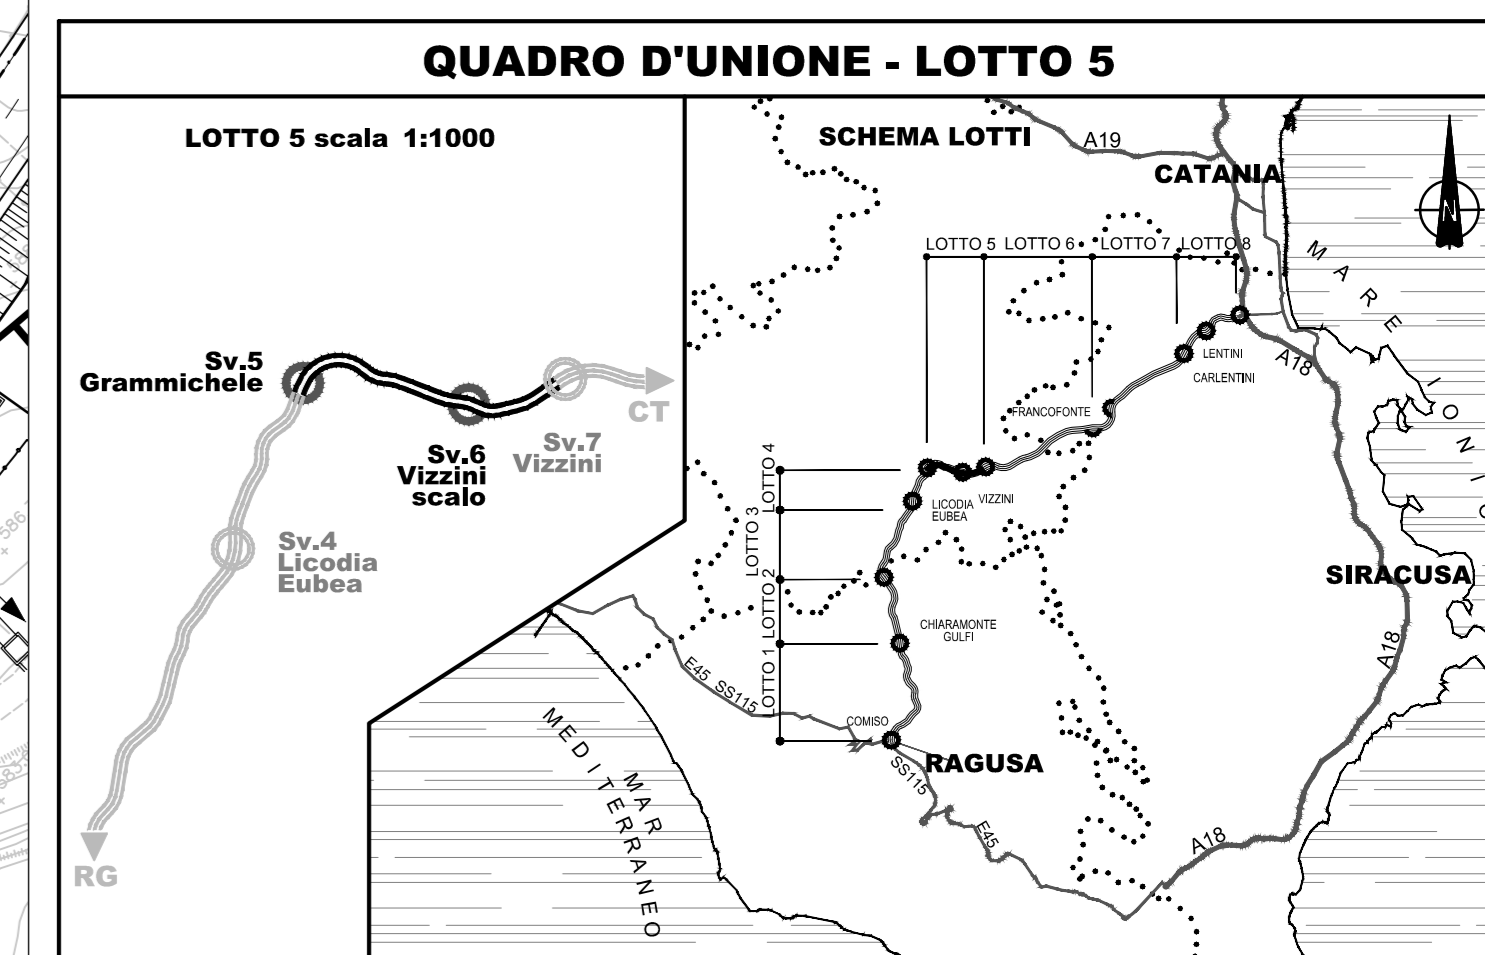 QUADRO D'UNIONE - LOTTO 5
LOTTO 5 scala 1:1000
Sv.5
Grammichele
Sv.6
Vizzini
scalo
Sv.7
Vizzini
CT
Sv.4
Licodia
Eubea
RG
SCHEMA LOTTI
A19
CATANIA
N
LOTTO 5
LOTTO 6
LOTTO 7
LOTTO 8
MARE
IONIO
LENTINI
CARLENTINI
A18
FRANCOFONTE
LOTTO 4
LOTTO 3
LOTTO 2
LOTTO 1
LICODIA
EUBEA
VIZZINI
SIRACUSA
CHIARAMONTE
GULFI
A18
E45 SS115
COMISO
RAGUSA
SS115
E45
A18
MAR
MEDITERRANEO
586